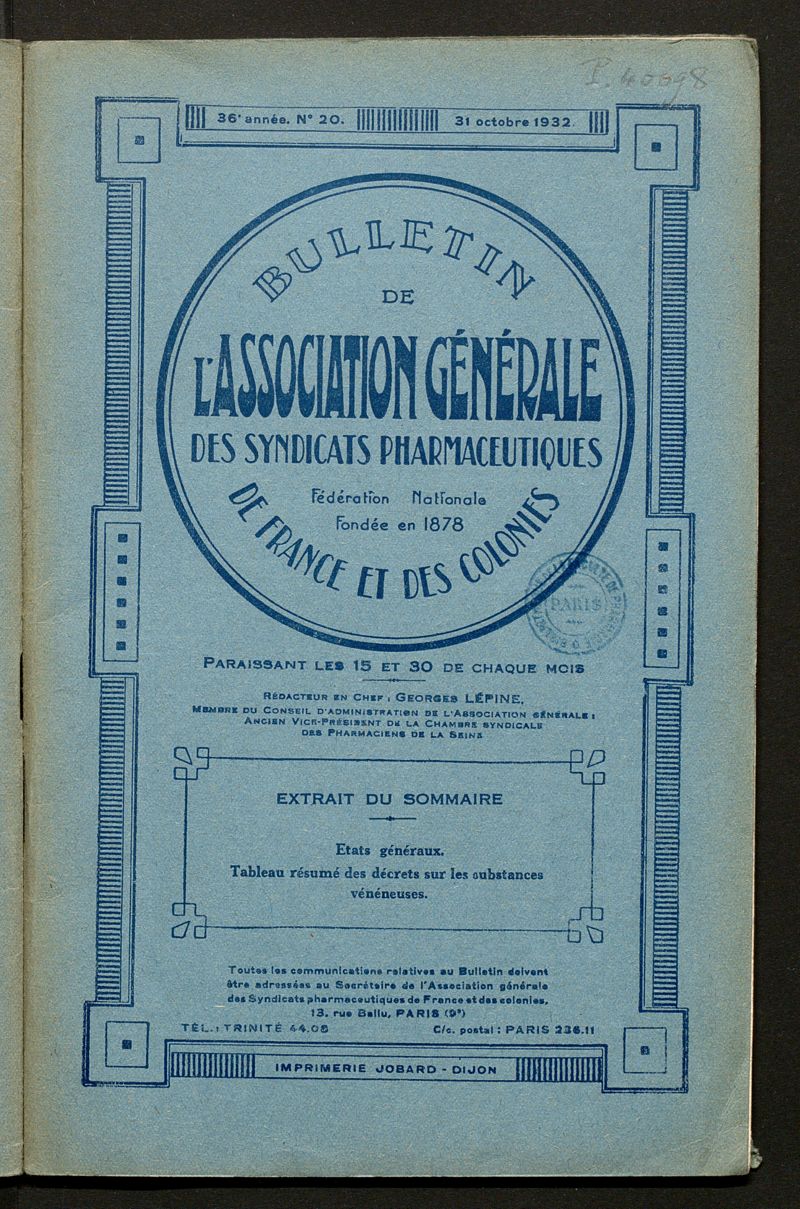 P. 40098
36e année. N° 20. 31 octobre 1932.
BULLETIN
DE
L'ASSOCIATION GÉNÉRALE
DES SYNDICATS PHARMACEUTIQUES
Fédération Nationale
Fondée en 1878
DE FRANCE ET DES COLONIES
PARIS
PARAISSANT LES 15 ET 30 DE CHAQUE MOIS
RÉDACTEUR EN CHEF : GEORGES LÉPINE,
MEMBRE DU CONSEIL D'ADMINISTRATION DE L'ASSOCIATION GÉNÉRALE ;
ANCIEN VICE-PRÉSIDENT DE LA CHAMBRE SYNDICALE
DES PHARMACIENS DE LA SEINE
EXTRAIT DU SOMMAIRE
Etats généraux.
Tableau résumé des décrets sur les substances
vénéneuses.
Toutes les communications relatives au Bulletin doivent
être adressées au Secrétaire de l'Association générale
des Syndicats pharmaceutiques de France et des colonies,
13, rue Ballu, PARIS (9e)
TÉL. : TRINITÉ 44.05 C/c. postal : PARIS 236.11
IMPRIMERIE JOBARD - DIJON